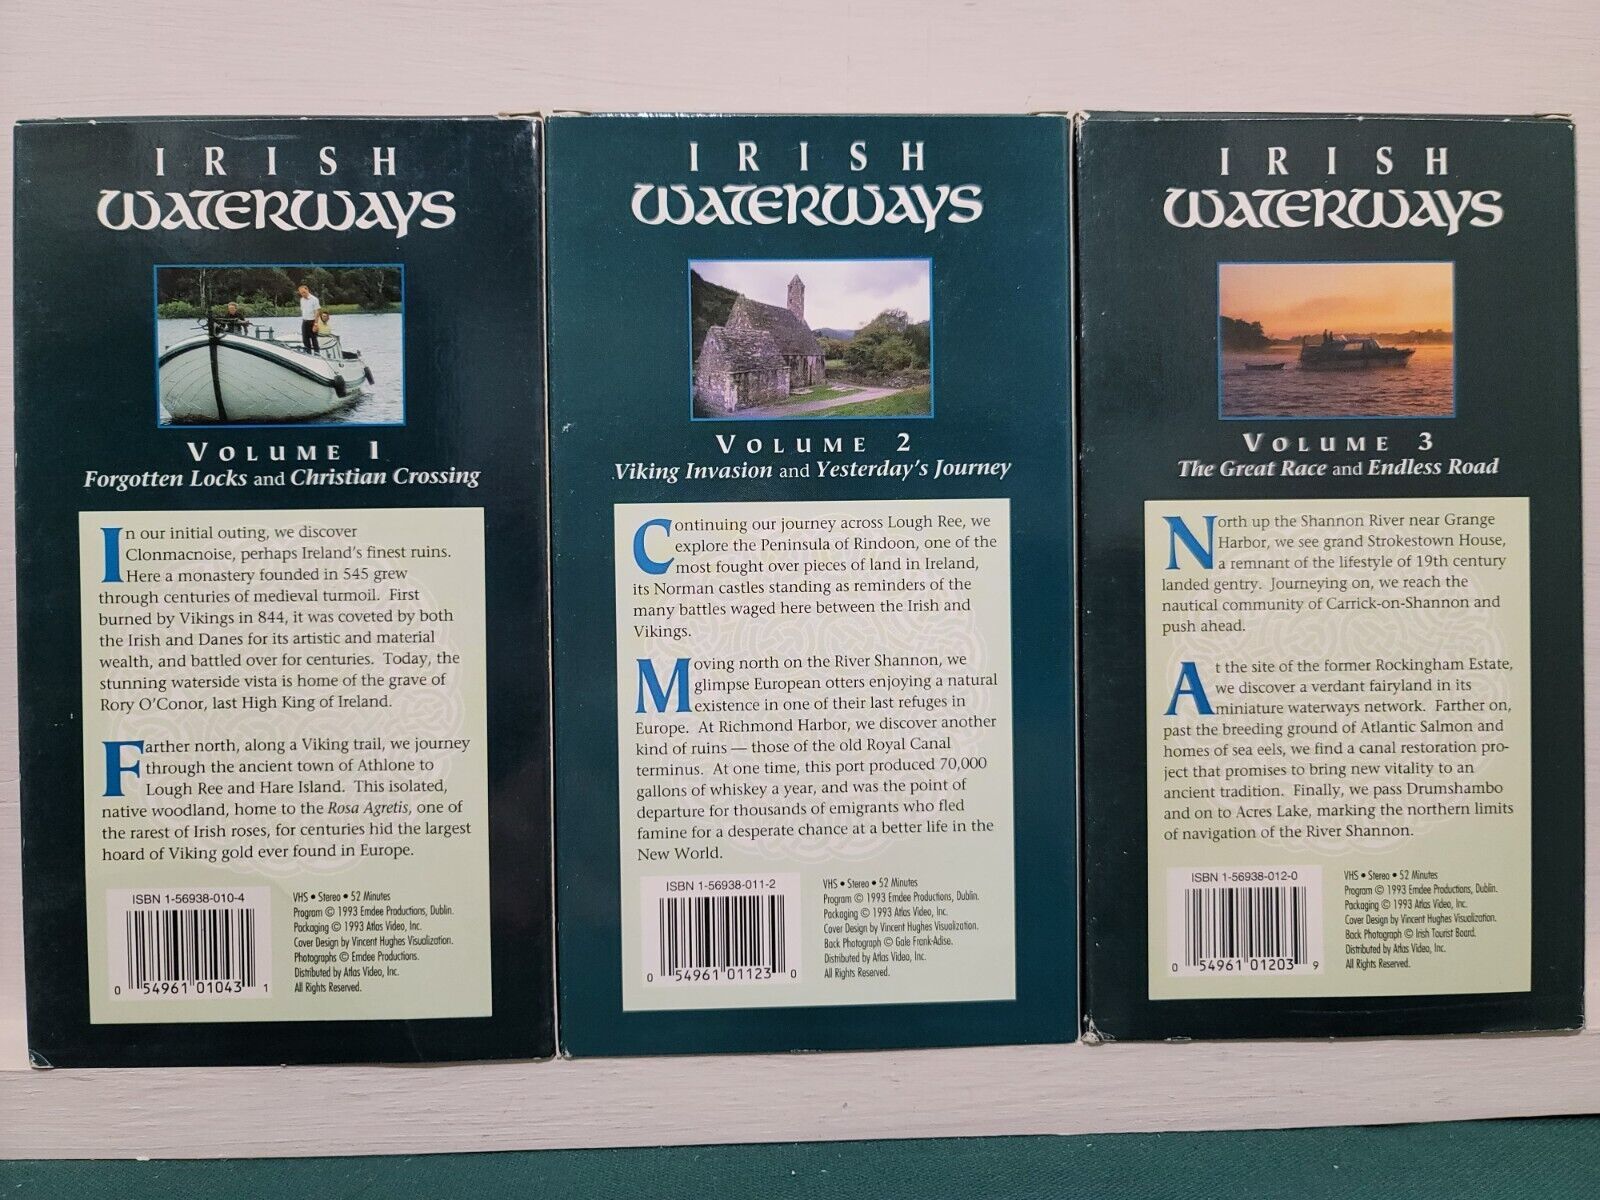 IRISH
WATERWAYS
VOLUME 1
Forgotten Locks and Christian Crossing
In our initial outing, we discover
Clonmacnoise, perhaps Ireland's finest ruins.
Here a monastery founded in 545 grew
through centuries of medieval turmoil. First
burned by Vikings in 844, it was coveted by both
the Irish and Danes for its artistic and material
wealth, and battled over for centuries. Today, the
stunning waterside vista is home of the grave of
Rory O'Conor, last High King of Ireland.
Farther north, along a Viking trail, we journey
through the ancient town of Athlone to
Lough Ree and Hare Island. This isolated,
native woodland, home to the Rosa Agretis, one of
the rarest of Irish roses, for centuries hid the largest
hoard of Viking gold ever found in Europe.
ISBN 1-56938-010-4
0 54961 01043 1
VHS • Stereo • 52 Minutes
Program © 1993 Emdee Productions, Dublin.
Packaging © 1993 Atlas Video, Inc.
Cover Design by Vincent Hughes Visualization.
Photographs © Emdee Productions.
Distributed by Atlas Video, Inc.
All Rights Reserved.
IRISH
WATERWAYS
VOLUME 2
Viking Invasion and Yesterday's Journey
Continuing our journey across Lough Ree, we
explore the Peninsula of Rindoon, one of the
most fought over pieces of land in Ireland,
its Norman castles standing as reminders of the
many battles waged here between the Irish and
Vikings.
Moving north on the River Shannon, we
glimpse European otters enjoying a natural
existence in one of their last refuges in
Europe. At Richmond Harbor, we discover another
kind of ruins — those of the old Royal Canal
terminus. At one time, this port produced 70,000
gallons of whiskey a year, and was the point of
departure for thousands of emigrants who fled
famine for a desperate chance at a better life in the
New World.
ISBN 1-56938-011-2
0 54961 01123 0
VHS • Stereo • 52 Minutes
Program © 1993 Emdee Productions, Dublin.
Packaging © 1993 Atlas Video, Inc.
Cover Design by Vincent Hughes Visualization.
Back Photograph © Gale Frank-Adise.
Distributed by Atlas Video, Inc.
All Rights Reserved.
IRISH
WATERWAYS
VOLUME 3
The Great Race and Endless Road
North up the Shannon River near Grange
Harbor, we see grand Strokestown House,
a remnant of the lifestyle of 19th century
landed gentry. Journeying on, we reach the
nautical community of Carrick-on-Shannon and
push ahead.
At the site of the former Rockingham Estate,
we discover a verdant fairyland in its
miniature waterways network. Farther on,
past the breeding ground of Atlantic Salmon and
homes of sea eels, we find a canal restoration pro-
ject that promises to bring new vitality to an
ancient tradition. Finally, we pass Drumshambo
and on to Acres Lake, marking the northern limits
of navigation of the River Shannon.
ISBN 1-56938-012-0
0 54961 01203 9
VHS • Stereo • 52 Minutes
Program © 1993 Emdee Productions, Dublin.
Packaging © 1993 Atlas Video, Inc.
Cover Design by Vincent Hughes Visualization.
Back Photograph © Irish Tourist Board.
Distributed by Atlas Video, Inc.
All Rights Reserved.